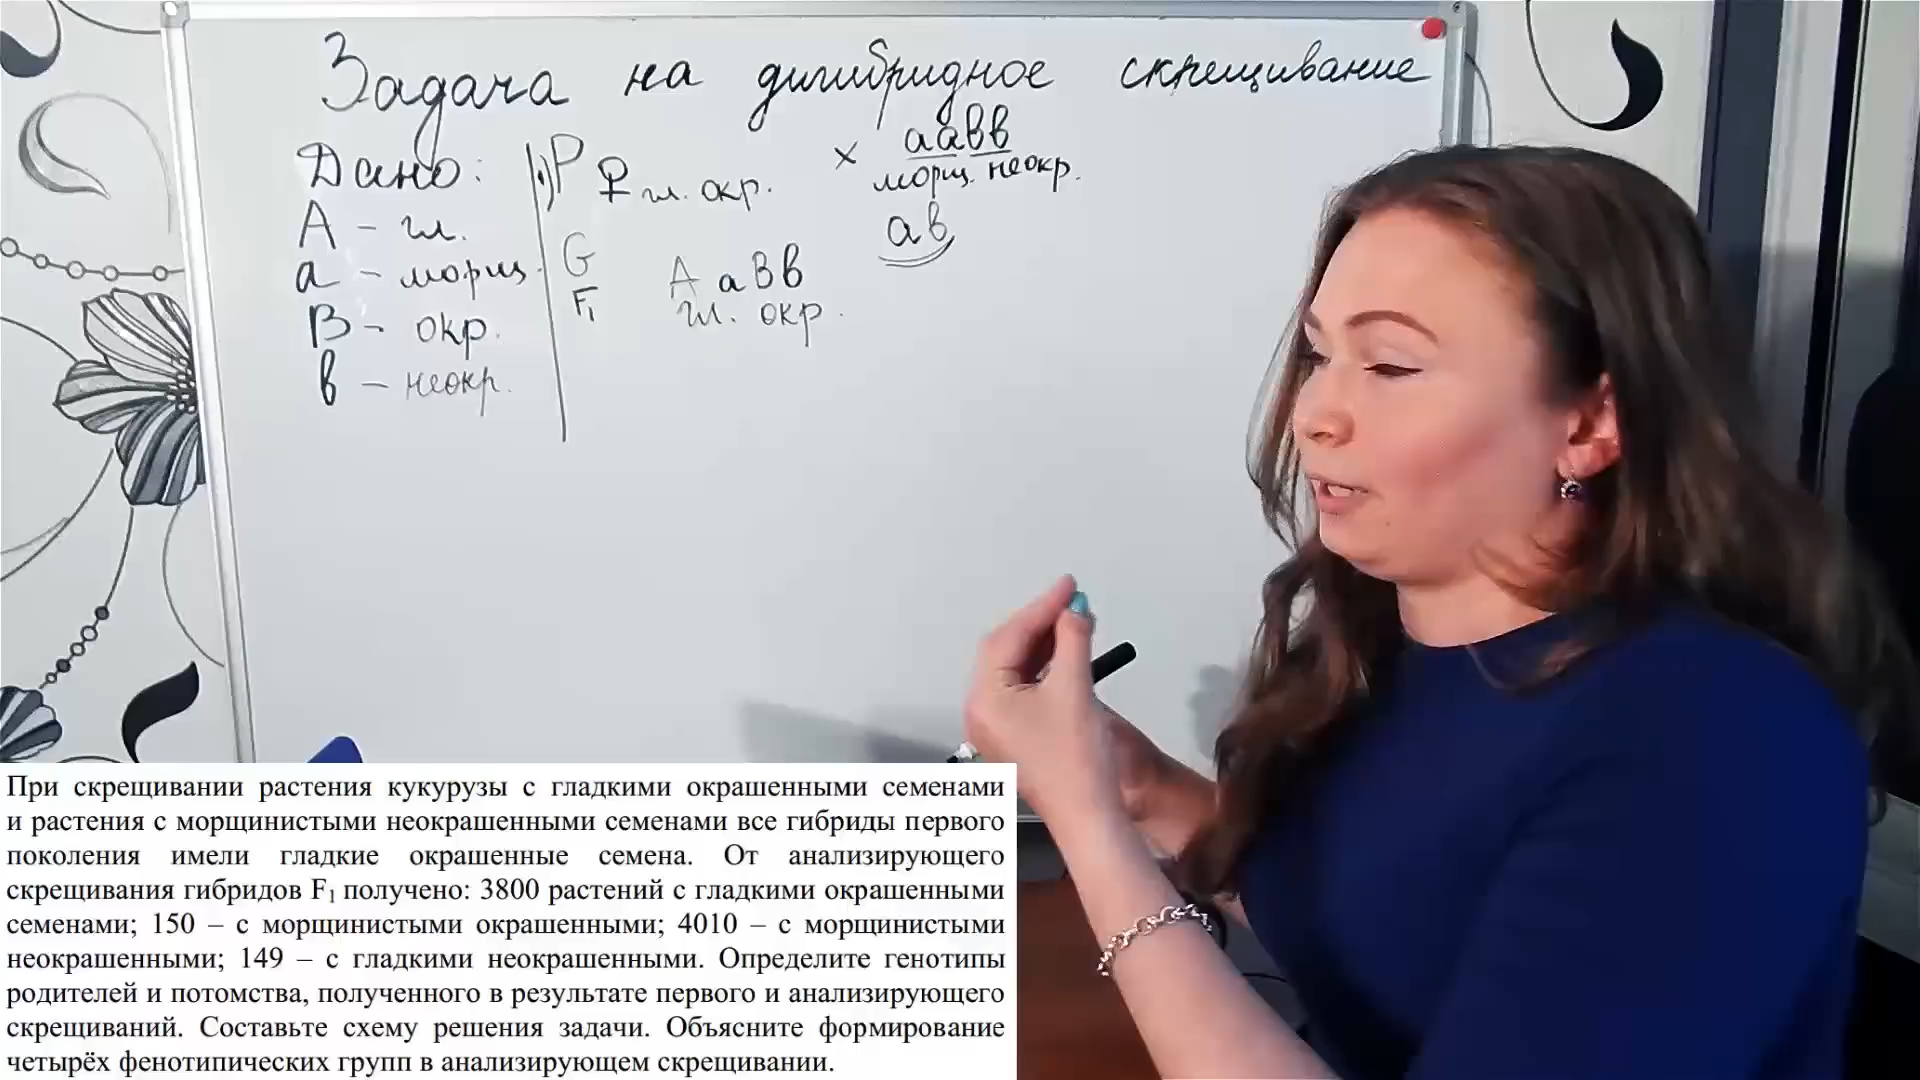 Задача на дигибридное скрещивание
Дано:
А - гл.
а - морщ.
В - окр.
в - неокр.
1) Р ♀ гл. окр. × аавв
морщ. неокр.
G ав
F₁ АаВв
гл. окр.
При скрещивании растения кукурузы с гладкими окрашенными семенами
и растения с морщинистыми неокрашенными семенами все гибриды первого
поколения имели гладкие окрашенные семена. От анализирующего
скрещивания гибридов F₁ получено: 3800 растений с гладкими окрашенными
семенами; 150 – с морщинистыми окрашенными; 4010 – с морщинистыми
неокрашенными; 149 – с гладкими неокрашенными. Определите генотипы
родителей и потомства, полученного в результате первого и анализирующего
скрещиваний. Составьте схему решения задачи. Объясните формирование
четырёх фенотипических групп в анализирующем скрещивании.